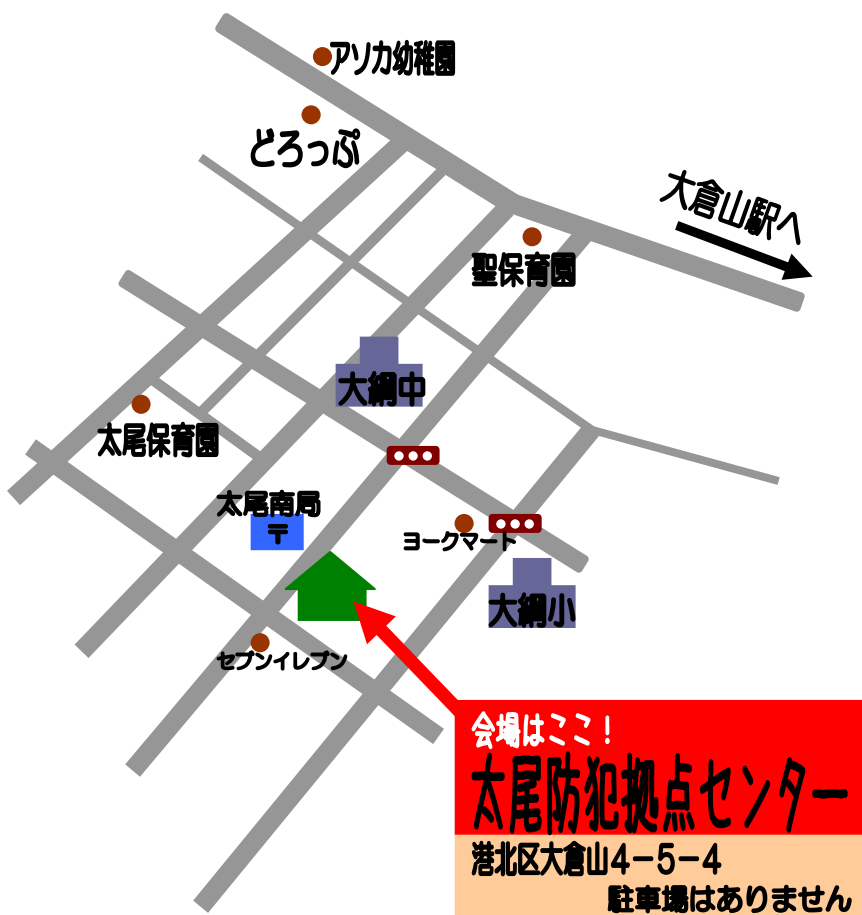 アソカ幼稚園
どろっぷ
大倉山駅へ
聖保育園
大綱中
太尾保育園
太尾南局
〒
ヨークマート
大綱小
セブンイレブン
会場はここ！
太尾防犯拠点センター
港北区大倉山4－5－4
駐車場はありません